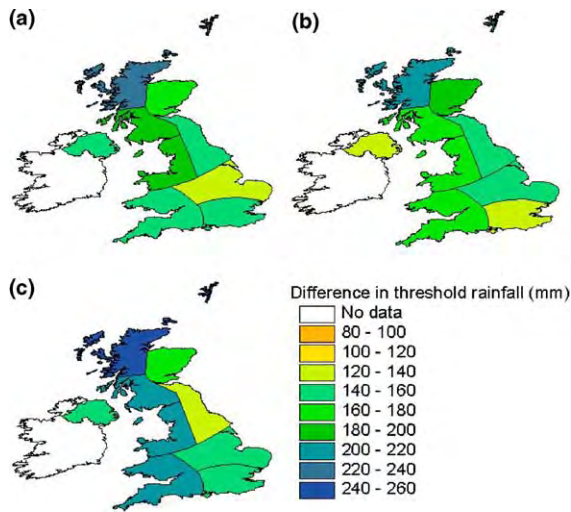 (a)
(b)
(c)
Difference in threshold rainfall (mm)
No data
80 - 100
100 - 120
120 - 140
140 - 160
160 - 180
180 - 200
200 - 220
220 - 240
240 - 260